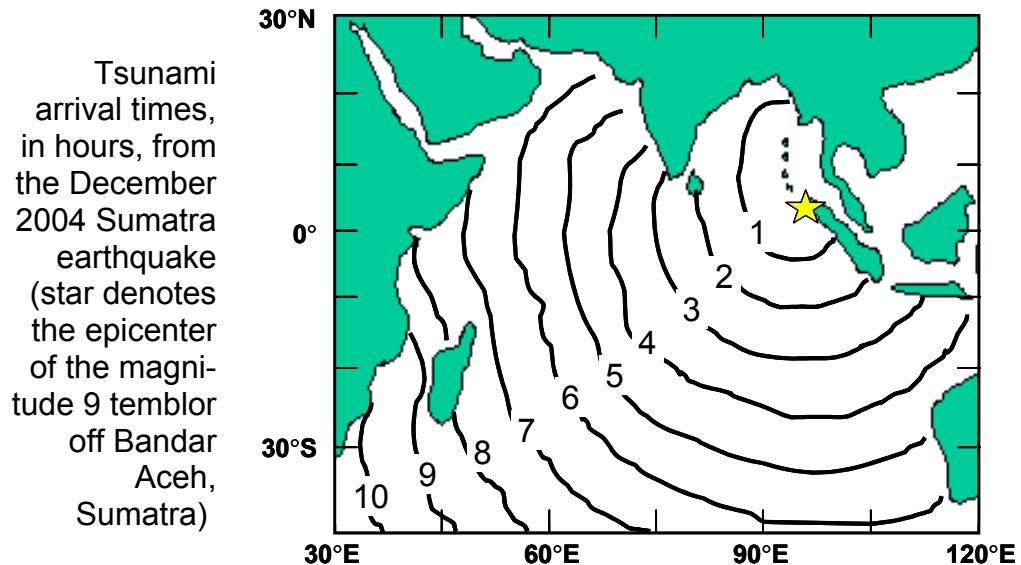 Tsunami
arrival times,
in hours, from
the December
2004 Sumatra
earthquake
(star denotes
the epicenter
of the magni-
tude 9 temblor
off Bandar
Aceh,
Sumatra)
30°N
0°
30°S
30°E
60°E
90°E
120°E
1
2
3
4
5
6
7
8
9
10